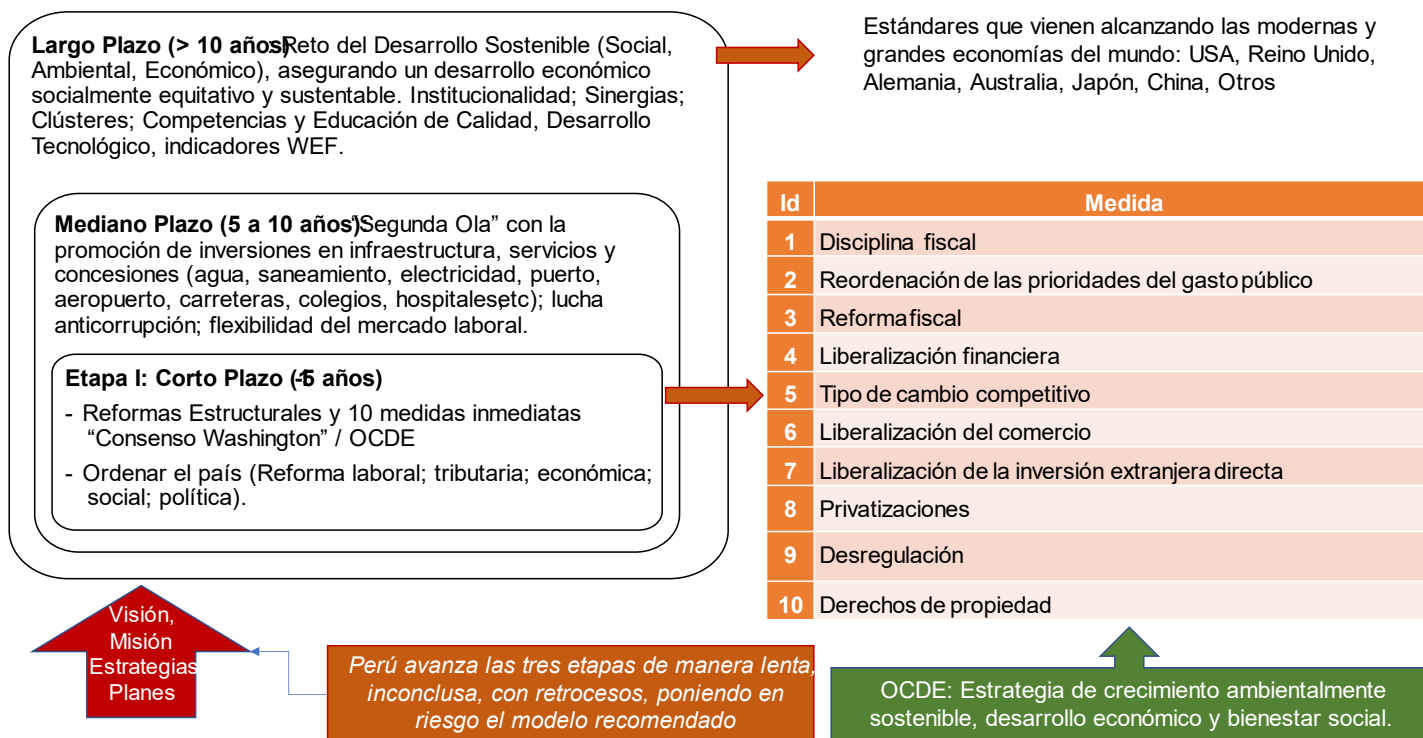 Largo Plazo (> 10 años): Reto del Desarrollo Sostenible (Social,
Ambiental, Económico), asegurando un desarrollo económico
socialmente equitativo y sustentable. Institucionalidad; Sinergias;
Clústeres; Competencias y Educación de Calidad, Desarrollo
Tecnológico, indicadores WEF.
Estándares que vienen alcanzando las modernas y
grandes economías del mundo: USA, Reino Unido,
Alemania, Australia, Japón, China, Otros
Mediano Plazo (5 a 10 años): “Segunda Ola” con la
promoción de inversiones en infraestructura, servicios y
concesiones (agua, saneamiento, electricidad, puerto,
aeropuerto, carreteras, colegios, hospitales, etc); lucha
anticorrupción; flexibilidad del mercado laboral.
Etapa I: Corto Plazo (1-5 años)
- Reformas Estructurales y 10 medidas inmediatas
“Consenso Washington” / OCDE
- Ordenar el país (Reforma laboral; tributaria; económica;
social; política).
Id Medida
1 Disciplina fiscal
2 Reordenación de las prioridades del gasto público
3 Reforma fiscal
4 Liberalización financiera
5 Tipo de cambio competitivo
6 Liberalización del comercio
7 Liberalización de la inversión extranjera directa
8 Privatizaciones
9 Desregulación
10 Derechos de propiedad
Visión,
Misión
Estrategias
Planes
Perú avanza las tres etapas de manera lenta,
inconclusa, con retrocesos, poniendo en
riesgo el modelo recomendado
OCDE: Estrategia de crecimiento ambientalmente
sostenible, desarrollo económico y bienestar social.